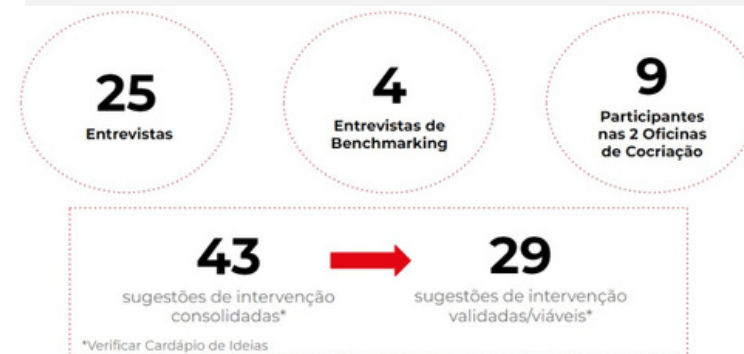 25
Entrevistas
4
Entrevistas de
Benchmarking
9
Participantes
nas 2 Oficinas
de Cocriação
43
sugestões de intervenção
consolidadas*
29
sugestões de intervenção
validadas/viáveis*
*Verificar Cardápio de Ideias